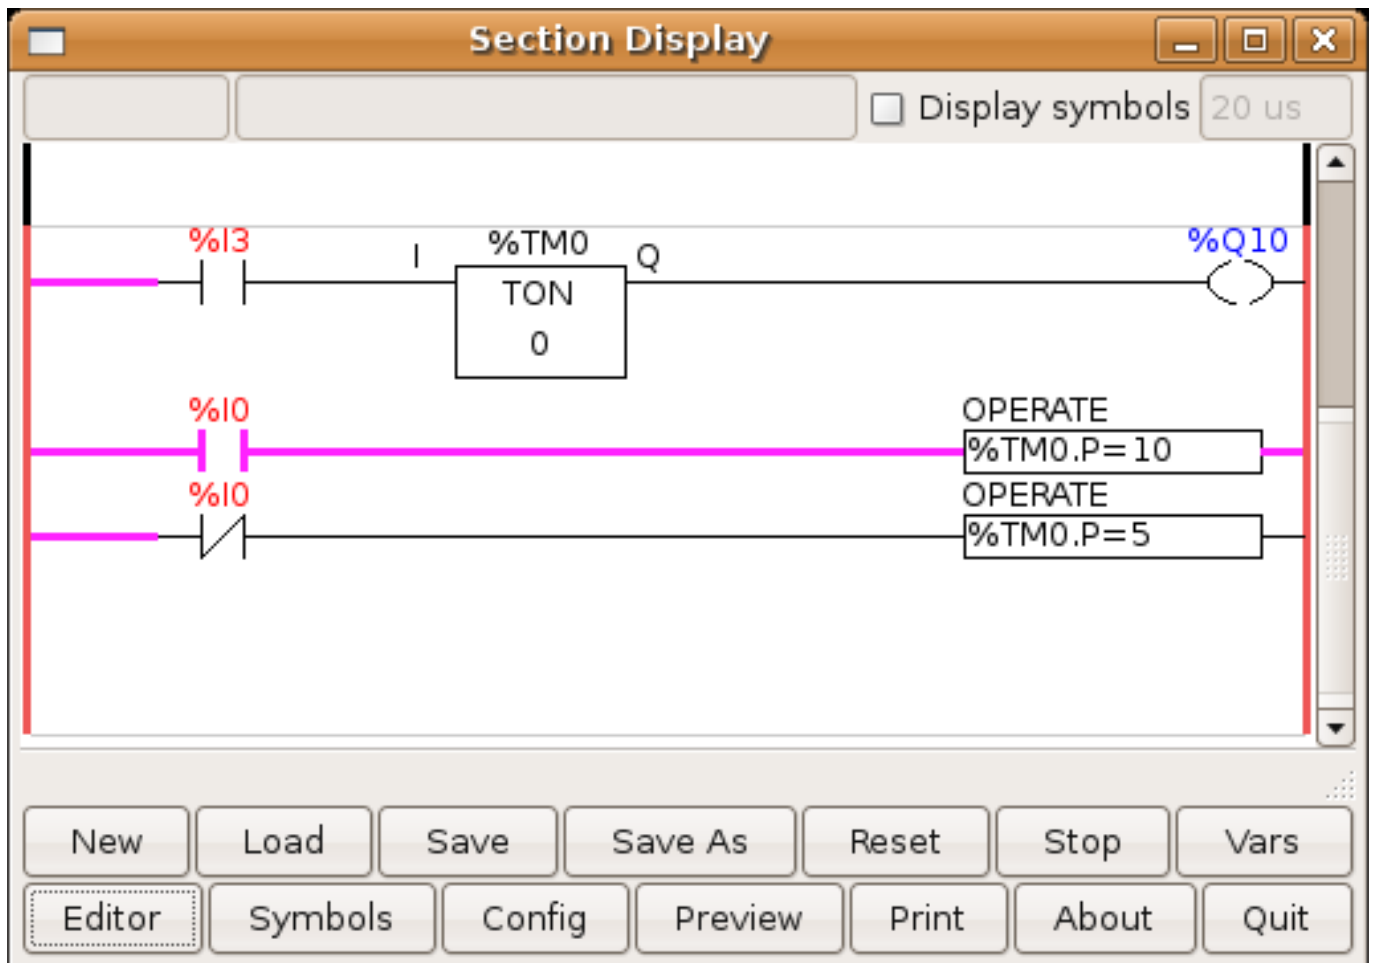 Section Display
Display symbols 20 us
%I3 I %TM0 Q %Q10
TON
0
%I0 OPERATE
%TM0.P=10
%I0 OPERATE
%TM0.P=5
New Load Save Save As Reset Stop Vars
Editor Symbols Config Preview Print About Quit